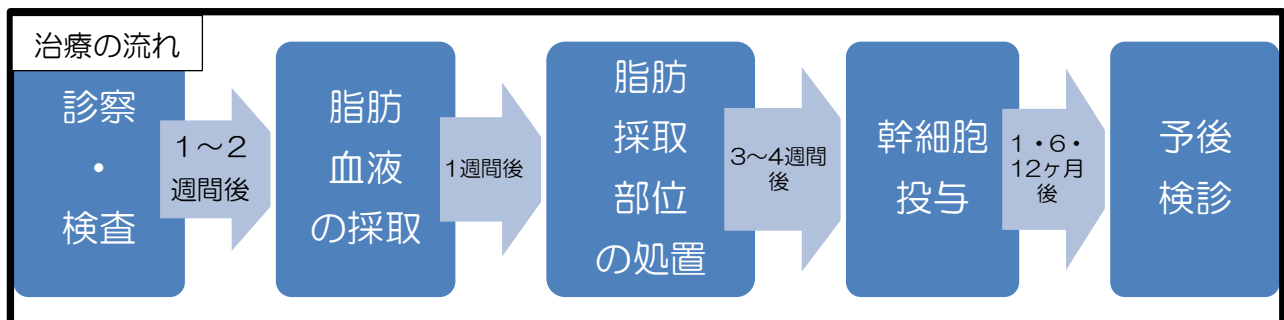 治療の流れ
診察
・
検査
１～２
週間後
脂肪
血液
の採取
１週間後
脂肪
採取
部位
の処置
３～４週間
後
幹細胞
投与
１・６・
１２ヶ月
後
予後
検診